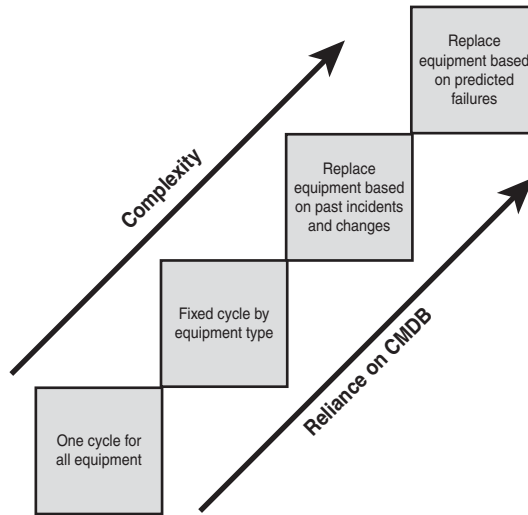 Replace
equipment based
on predicted
failures
Complexity
Replace
equipment based
on past incidents
and changes
Fixed cycle by
equipment type
Reliance on CMDB
One cycle for
all equipment